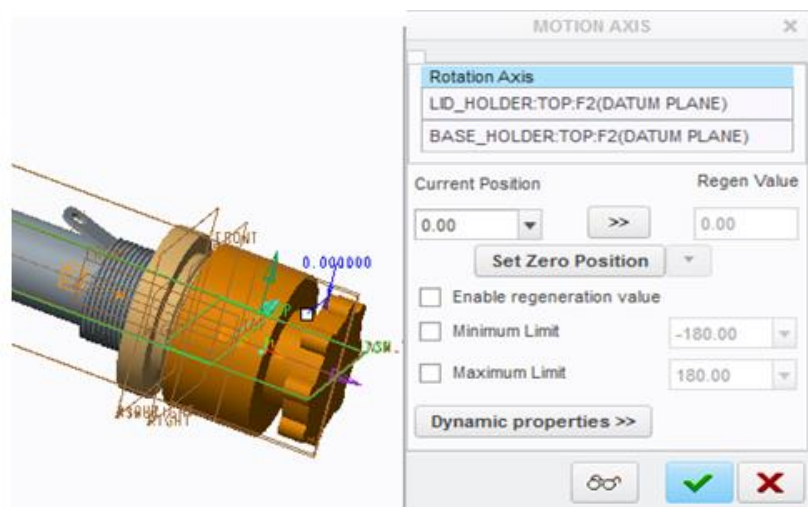 MOTION AXIS
Rotation Axis
LID_HOLDER:TOP:F2(DATUM PLANE)
BASE_HOLDER:TOP:F2(DATUM PLANE)
Current Position
Regen Value
0.00
>>
0.00
Set Zero Position
Enable regeneration value
Minimum Limit
-180.00
Maximum Limit
180.00
Dynamic properties >>
FRONT
0.000000
RIGHT